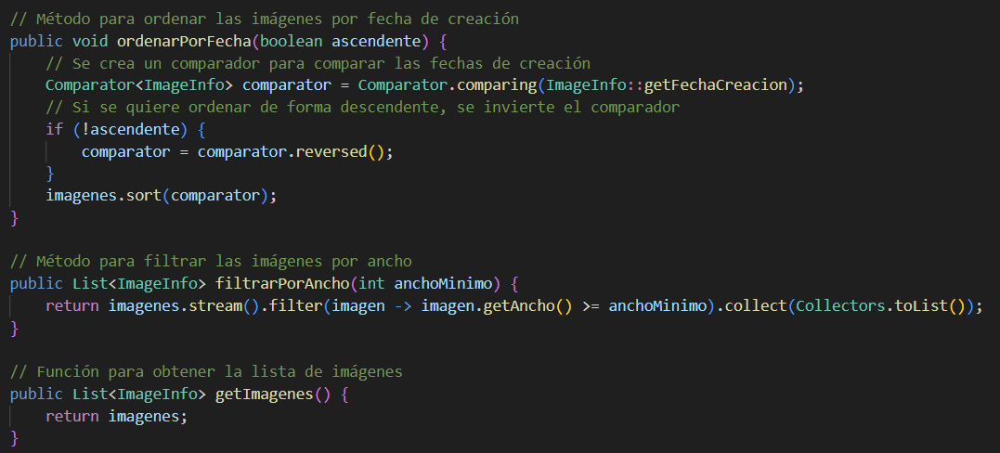 // Método para ordenar las imágenes por fecha de creación
public void ordenarPorFecha(boolean ascendente) {
    // Se crea un comparador para comparar las fechas de creación
    Comparator<ImageInfo> comparator = Comparator.comparing(ImageInfo::getFechaCreacion);
    // Si se quiere ordenar de forma descendente, se invierte el comparador
    if (!ascendente) {
        comparator = comparator.reversed();
    }
    imagenes.sort(comparator);
}

// Método para filtrar las imágenes por ancho
public List<ImageInfo> filtrarPorAncho(int anchoMinimo) {
    return imagenes.stream().filter(imagen -> imagen.getAncho() >= anchoMinimo).collect(Collectors.toList());
}

// Función para obtener la lista de imágenes
public List<ImageInfo> getImagenes() {
    return imagenes;
}